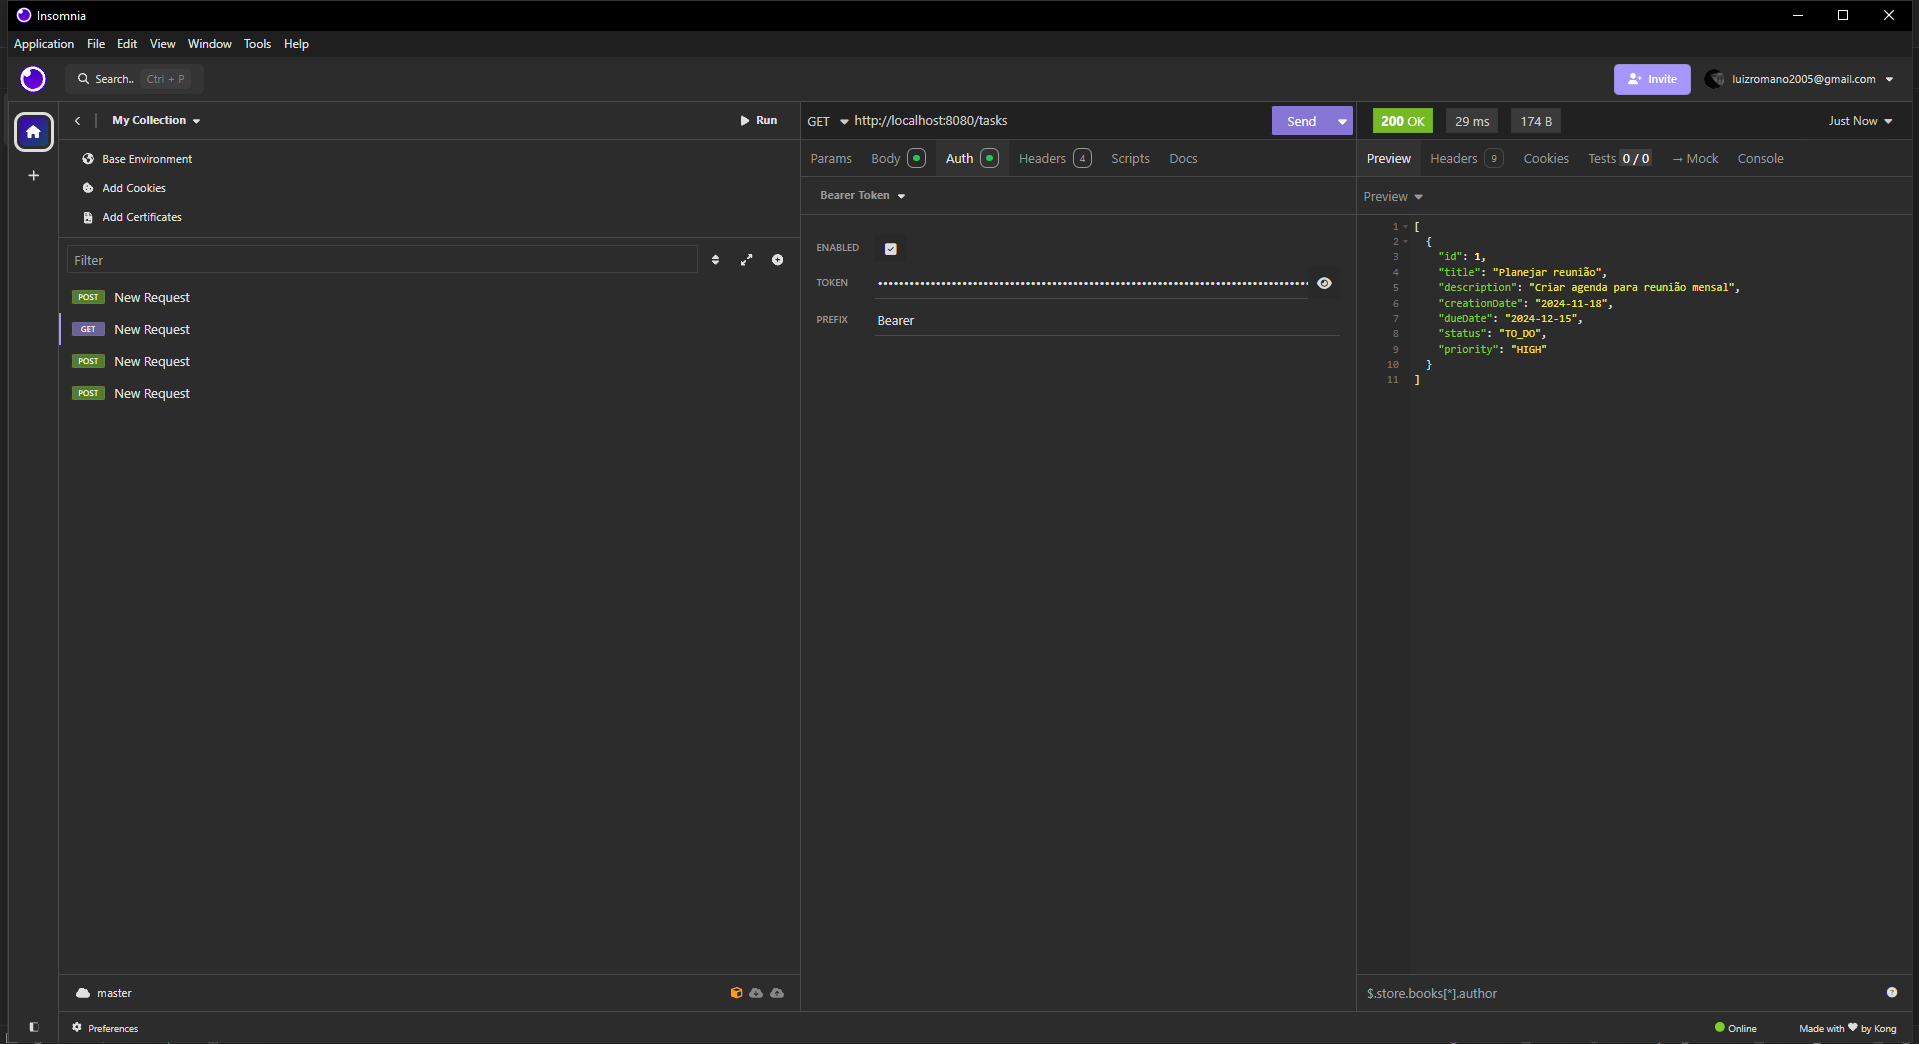 Insomnia
Application File Edit View Window Tools Help
Search.. Ctrl + P
Invite
luizromano2005@gmail.com
My Collection
Run
Base Environment
Add Cookies
Add Certificates
Filter
POST New Request
GET New Request
POST New Request
POST New Request
master
Preferences
GET http://localhost:8080/tasks
Send
Params Body Auth Headers 4 Scripts Docs
Bearer Token
ENABLED
TOKEN ••••••••••••••••••••••••••••••••••••••••••••••••••••••••••••••••••••••••••••••••
PREFIX Bearer
200 OK 29 ms 174 B Just Now
Preview Headers 9 Cookies Tests 0 / 0 → Mock Console
Preview
1 [
2 {
3 "id": 1,
4 "title": "Planejar reunião",
5 "description": "Criar agenda para reunião mensal",
6 "creationDate": "2024-11-18",
7 "dueDate": "2024-12-15",
8 "status": "TO_DO",
9 "priority": "HIGH"
10 }
11 ]
$.store.books[*].author
Online
Made with ♥ by Kong